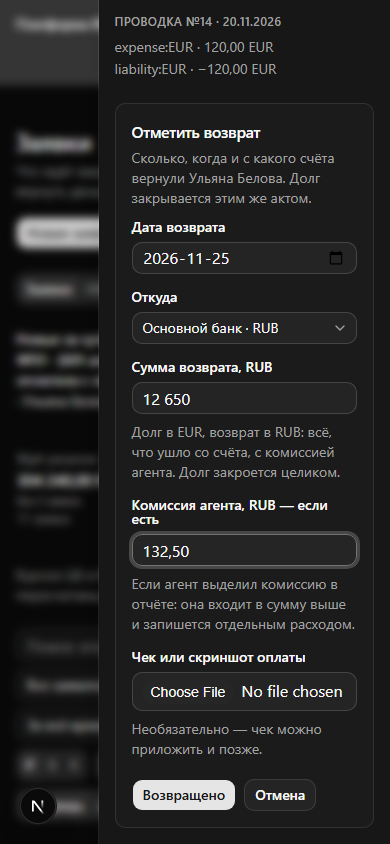 ПРОВОДКА №14 · 20.11.2026
expense:EUR · 120,00 EUR
liability:EUR · −120,00 EUR
Отметить возврат
Сколько, когда и с какого счёта
вернули Ульяна Белова. Долг
закрывается этим же актом.
Дата возврата
2026-11-25
Откуда
Основной банк · RUB
Сумма возврата, RUB
12 650
Долг в EUR, возврат в RUB: всё,
что ушло со счёта, с комиссией
агента. Долг закроется целиком.
Комиссия агента, RUB — если
есть
132,50
Если агент выделил комиссию в
отчёте: она входит в сумму выше
и запишется отдельным расходом.
Чек или скриншот оплаты
Choose File No file chosen
Необязательно — чек можно
приложить и позже.
Возвращено Отмена
N